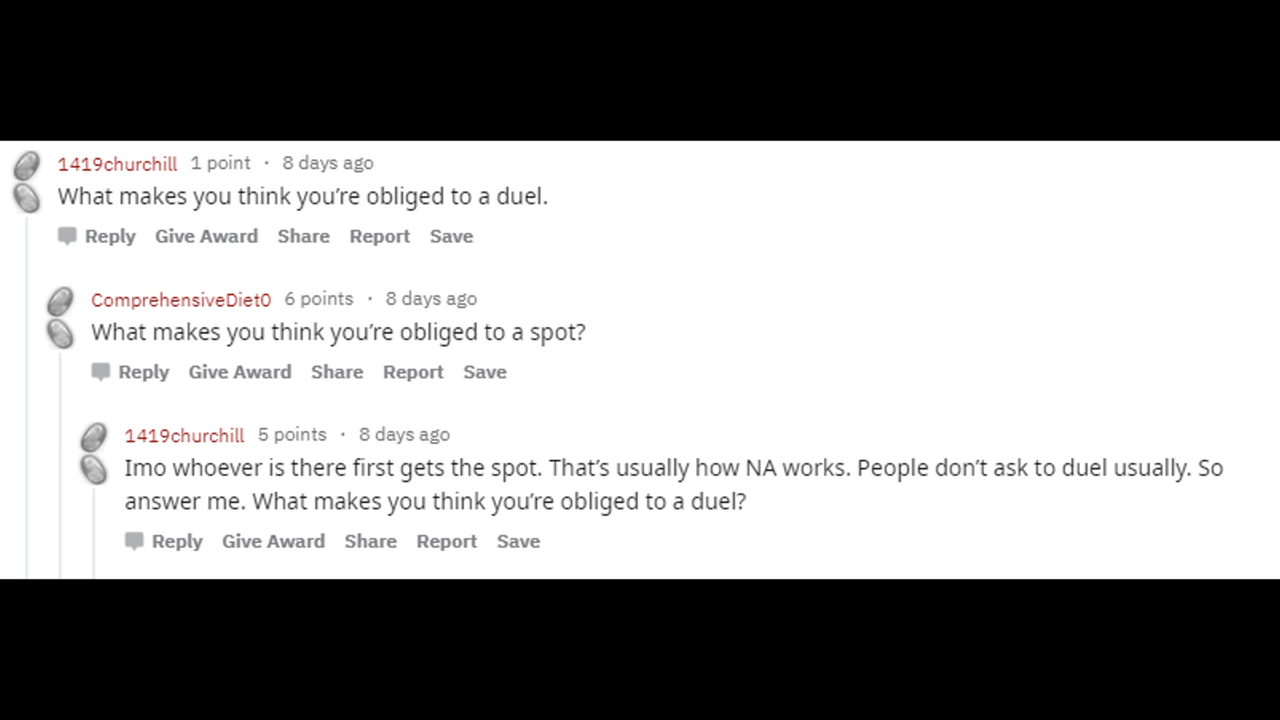 1419churchill 1 point · 8 days ago
What makes you think you’re obliged to a duel.
Reply Give Award Share Report Save
ComprehensiveDiet0 6 points · 8 days ago
What makes you think you’re obliged to a spot?
Reply Give Award Share Report Save
1419churchill 5 points · 8 days ago
Imo whoever is there first gets the spot. That’s usually how NA works. People don’t ask to duel usually. So
answer me. What makes you think you’re obliged to a duel?
Reply Give Award Share Report Save